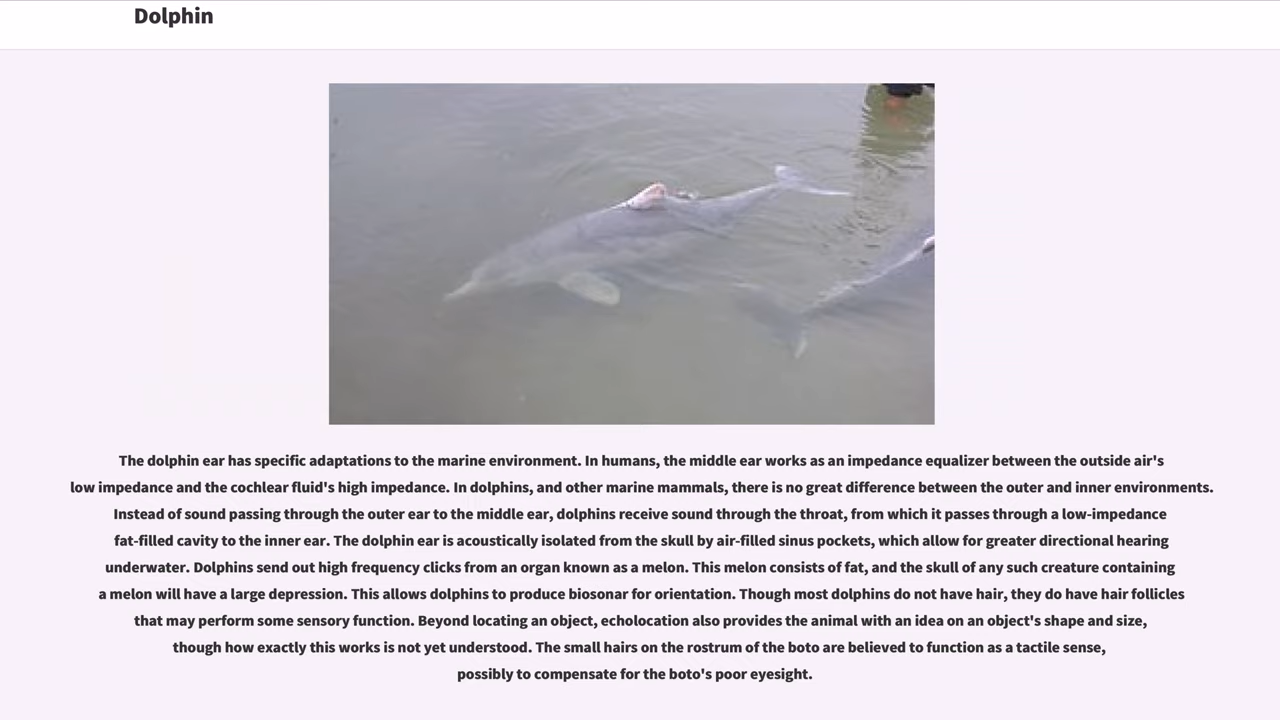 Dolphin
The dolphin ear has specific adaptations to the marine environment. In humans, the middle ear works as an impedance equalizer between the outside air's
low impedance and the cochlear fluid's high impedance. In dolphins, and other marine mammals, there is no great difference between the outer and inner environments.
Instead of sound passing through the outer ear to the middle ear, dolphins receive sound through the throat, from which it passes through a low-impedance
fat-filled cavity to the inner ear. The dolphin ear is acoustically isolated from the skull by air-filled sinus pockets, which allow for greater directional hearing
underwater. Dolphins send out high frequency clicks from an organ known as a melon. This melon consists of fat, and the skull of any such creature containing
a melon will have a large depression. This allows dolphins to produce biosonar for orientation. Though most dolphins do not have hair, they do have hair follicles
that may perform some sensory function. Beyond locating an object, echolocation also provides the animal with an idea on an object's shape and size,
though how exactly this works is not yet understood. The small hairs on the rostrum of the boto are believed to function as a tactile sense,
possibly to compensate for the boto's poor eyesight.